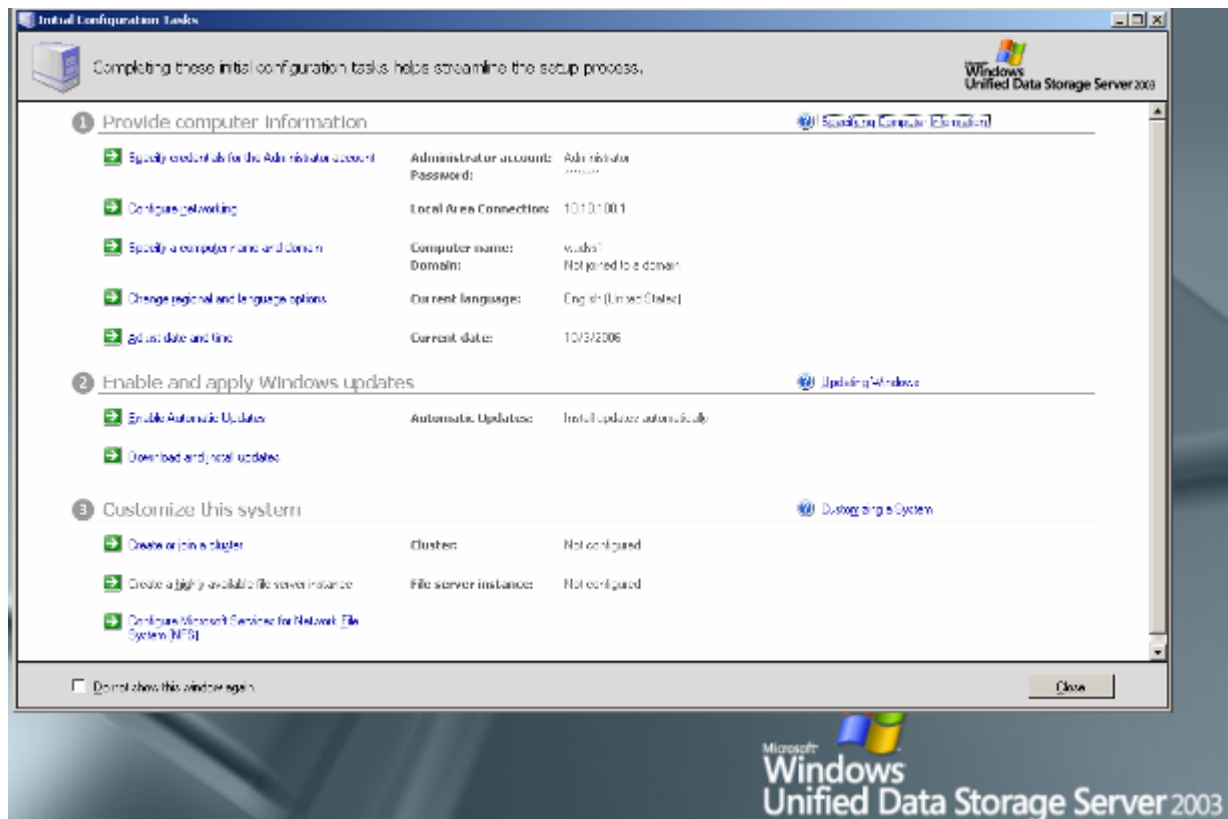 Initial Configuration Tasks
Completing these initial configuration tasks helps streamline the setup process.
Microsoft
Windows
Unified Data Storage Server 2003
1 Provide computer information
Specifying Computer Information
Specify credentials for the Administrator account
Administrator account: Administrator
Password: *******
Configure networking
Local Area Connection: 10.10.100.1
Specify a computer name and domain
Computer name: wudss1
Domain: Not joined to a domain
Change regional and language options
Current language: English (United States)
Adjust date and time
Current date: 10/3/2006
2 Enable and apply Windows updates
Updating Windows
Enable Automatic Updates
Automatic Updates: Install updates automatically
Download and install updates
3 Customize this system
Customizing a System
Create or join a cluster
Cluster: Not configured
Create a highly available file server instance
File server instance: Not configured
Configure Microsoft Services for Network File
System (NFS)
Do not show this window again.
Close
Microsoft
Windows
Unified Data Storage Server 2003